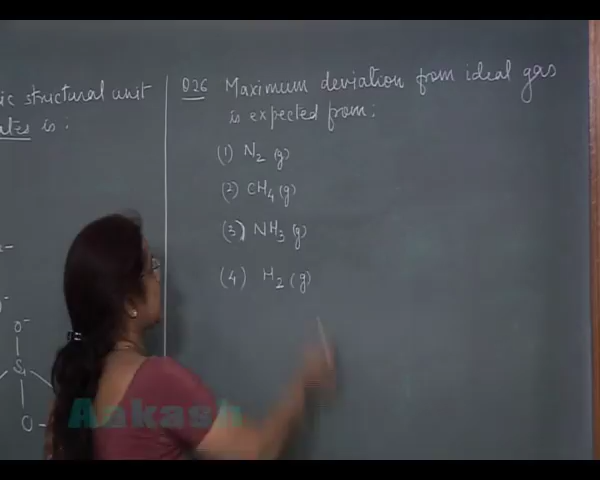 ic structural unit
ates is :
Q26 Maximum deviation from ideal gas
is expected from :
(1) N2 (g)
(2) CH4 (g)
(3) NH3 (g)
(4) H2 (g)
O-
Si
O-
Aakash